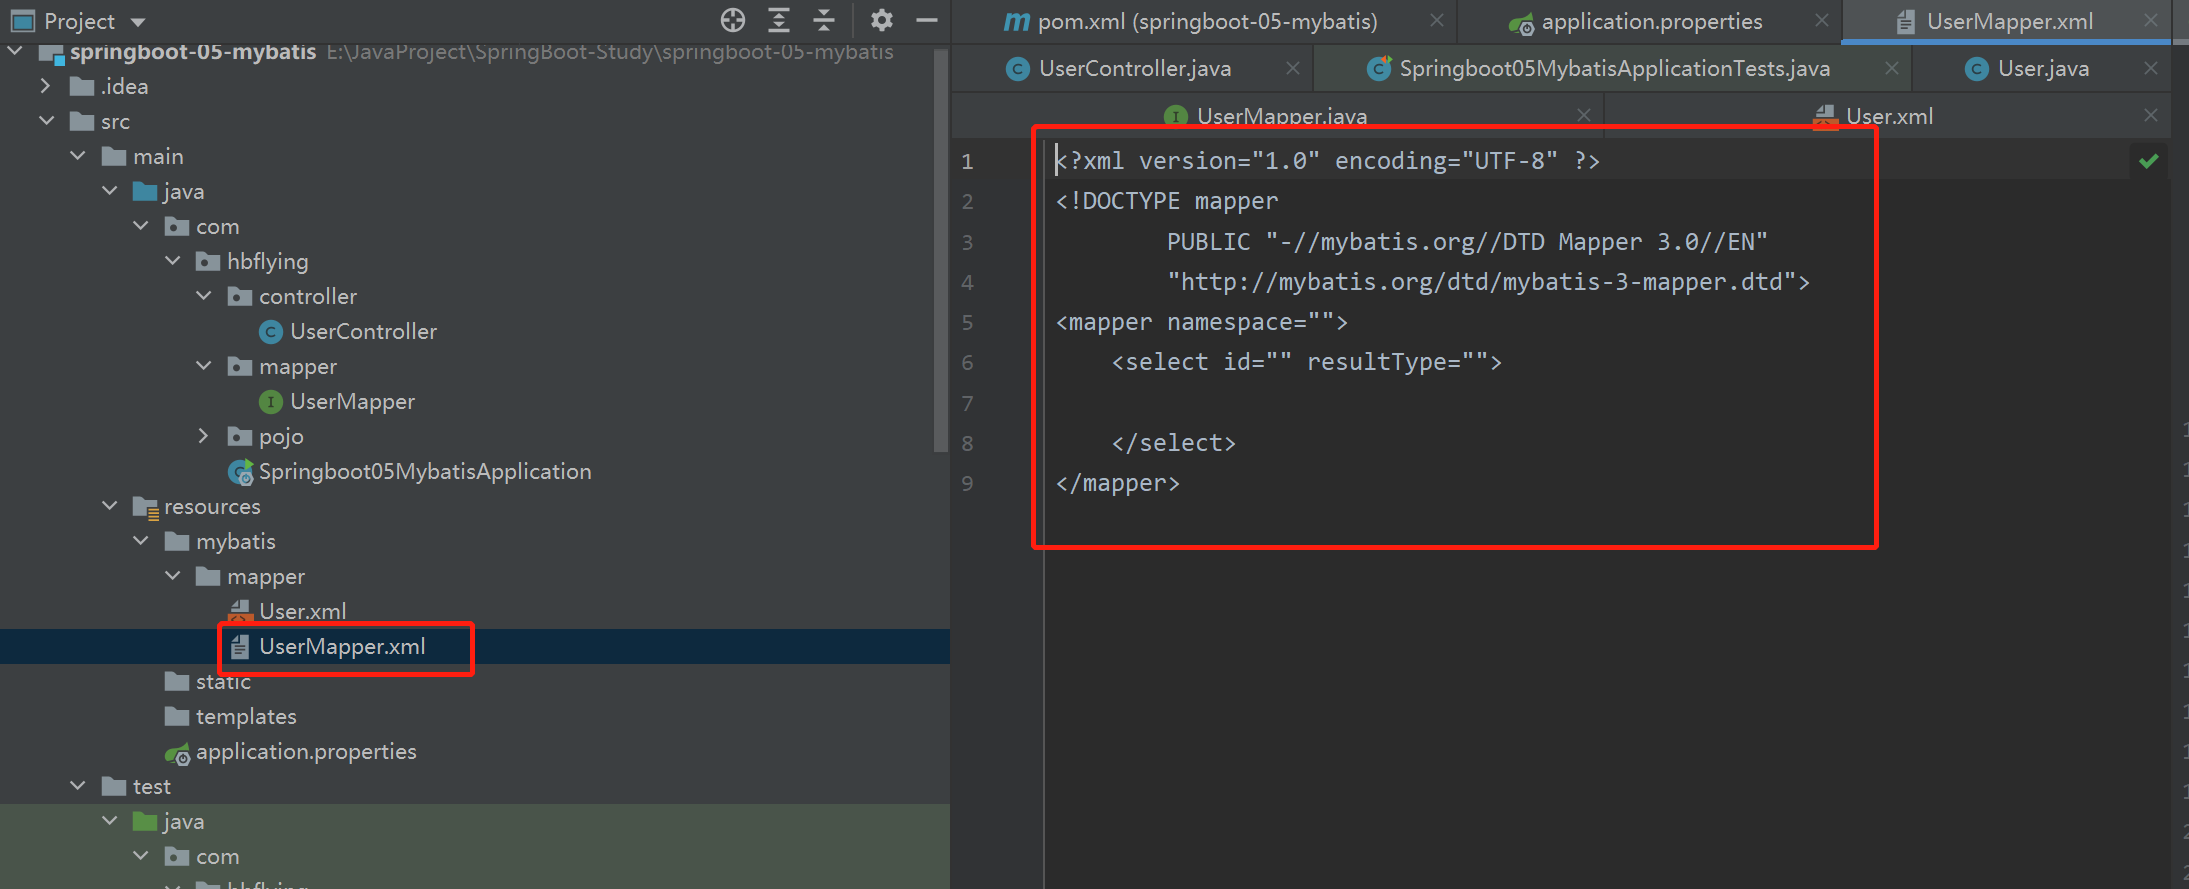 Project
springboot-05-mybatis E:\JavaProject\SpringBoot-Study\springboot-05-mybatis
.idea
src
main
java
com
hbflying
controller
UserController
mapper
UserMapper
pojo
Springboot05MybatisApplication
resources
mybatis
mapper
User.xml
UserMapper.xml
static
templates
application.properties
test
java
com
hbflying
pom.xml (springboot-05-mybatis)
application.properties
UserMapper.xml
UserController.java
Springboot05MybatisApplicationTests.java
User.java
UserMapper.java
User.xml
1 <?xml version="1.0" encoding="UTF-8" ?>
2 <!DOCTYPE mapper
3 PUBLIC "-//mybatis.org//DTD Mapper 3.0//EN"
4 "http://mybatis.org/dtd/mybatis-3-mapper.dtd">
5 <mapper namespace="">
6 <select id="" resultType="">
7
8 </select>
9 </mapper>